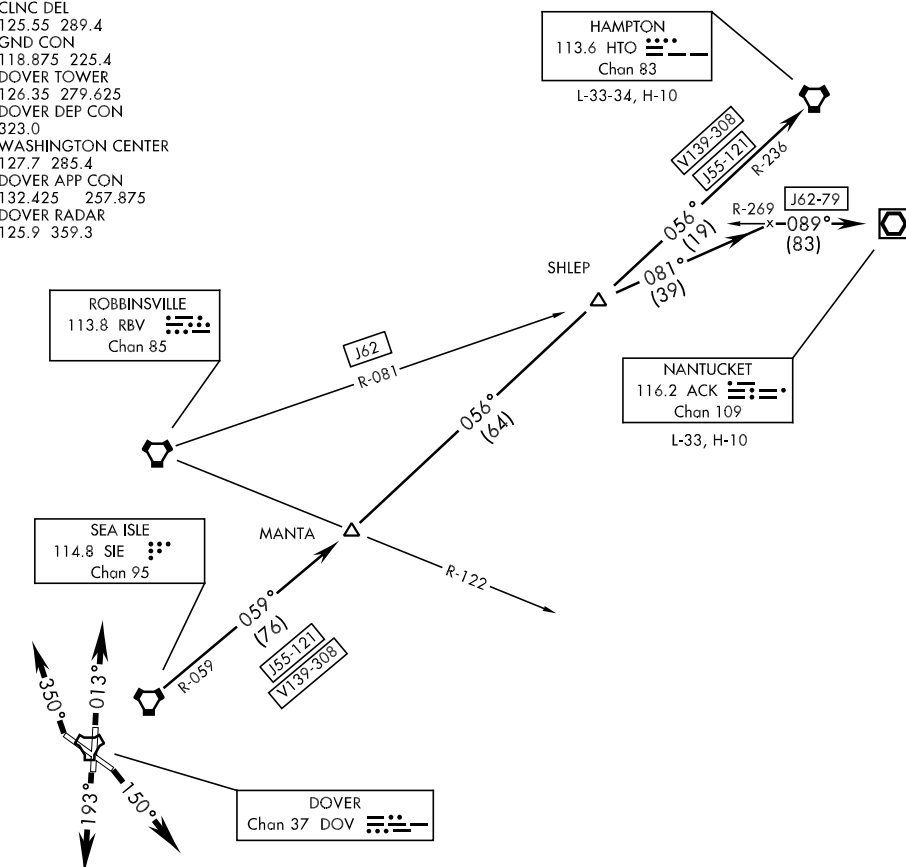 CLNC DEL
125.55 289.4
GND CON
118.875 225.4
DOVER TOWER
126.35 279.625
DOVER DEP CON
323.0
WASHINGTON CENTER
127.7 285.4
DOVER APP CON
132.425 257.875
DOVER RADAR
125.9 359.3
HAMPTON
113.6 HTO
Chan 83
L-33-34, H-10
V139-308
J55-121
R-236
056°
(19)
R-269
J62-79
089°
(83)
081°
(39)
SHLEP
ROBBINSVILLE
113.8 RBV
Chan 85
J62
R-081
NANTUCKET
116.2 ACK
Chan 109
L-33, H-10
056°
(64)
SEA ISLE
114.8 SIE
Chan 95
MANTA
R-122
059°
(76)
J55-121
V139-308
R-059
350°
013°
193°
150°
DOVER
Chan 37 DOV